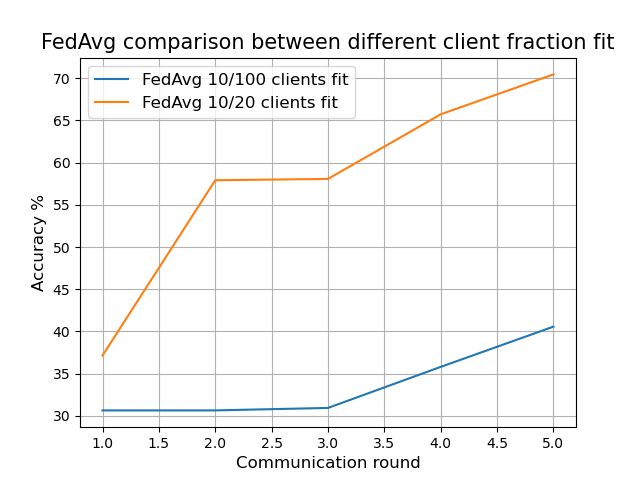 FedAvg comparison between different client fraction fit
FedAvg 10/100 clients fit
FedAvg 10/20 clients fit
Accuracy %
70
65
60
55
50
45
40
35
30
1.0 1.5 2.0 2.5 3.0 3.5 4.0 4.5 5.0
Communication round